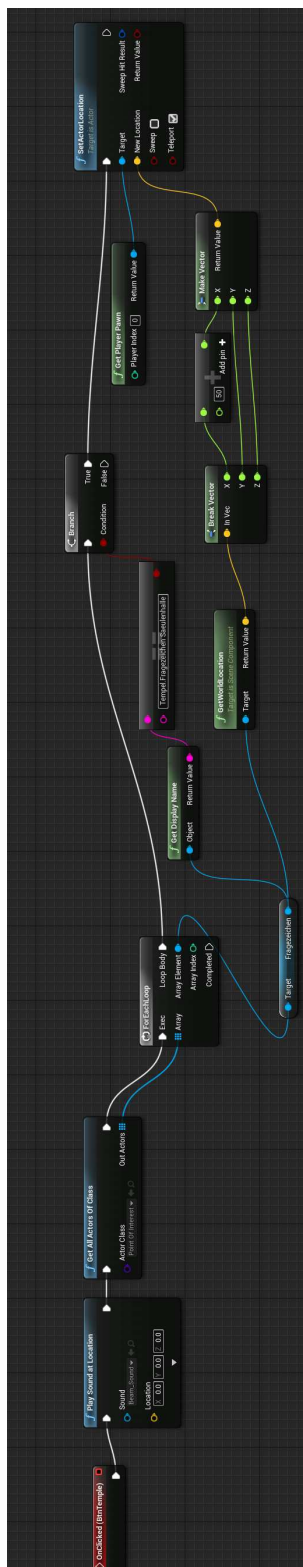 OnClicked (BtnTemple)
Play Sound at Location
Sound
Beam_Sound
Location
X 0.0 Y 0.0 Z 0.0
Get All Actors Of Class
Actor Class
Point Of Interest
Out Actors
ForEachLoop
Exec
Loop Body
Array
Array Element
Array Index
Completed
Target
Fragezeichen
Get Display Name
Object
Return Value
Tempel.Fragezeichen Saeulenhalle
Branch
True
Condition
False
GetWorldLocation
Target is Scene Component
Target
Return Value
Break Vector
In Vec
X
Y
Z
50
Add pin +
Make Vector
X
Return Value
Y
Z
Get Player Pawn
Player Index 0
Return Value
SetActorLocation
Target is Actor
Target
Sweep Hit Result
New Location
Return Value
Sweep
Teleport